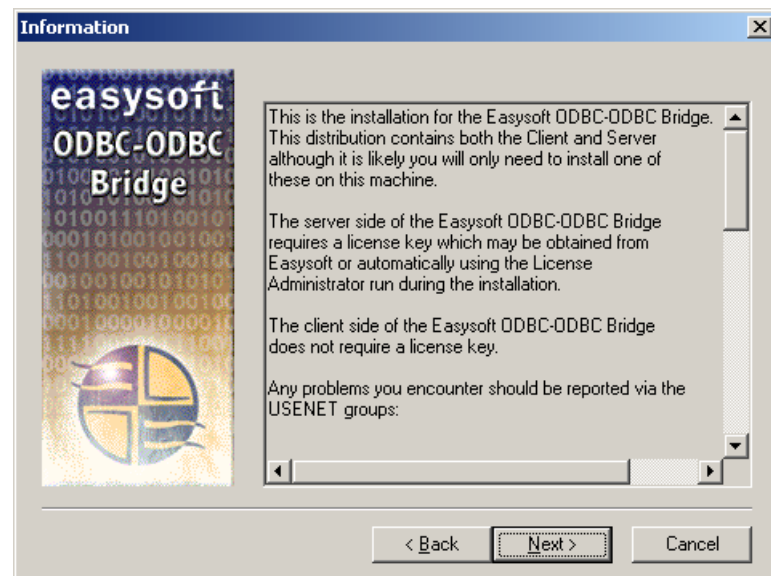 Information
easysoft
ODBC-ODBC
Bridge
This is the installation for the Easysoft ODBC-ODBC Bridge.
This distribution contains both the Client and Server
although it is likely you will only need to install one of
these on this machine.
The server side of the Easysoft ODBC-ODBC Bridge
requires a license key which may be obtained from
Easysoft or automatically using the License
Administrator run during the installation.
The client side of the Easysoft ODBC-ODBC Bridge
does not require a license key.
Any problems you encounter should be reported via the
USENET groups:
< Back
Next >
Cancel